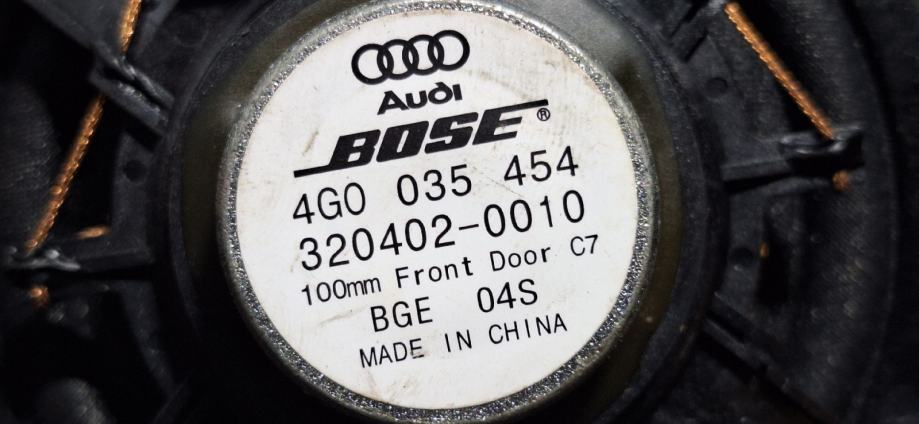 Audi
BOSE®
4G0 035 454
320402-0010
100mm Front Door C7
BGE 04S
MADE IN CHINA